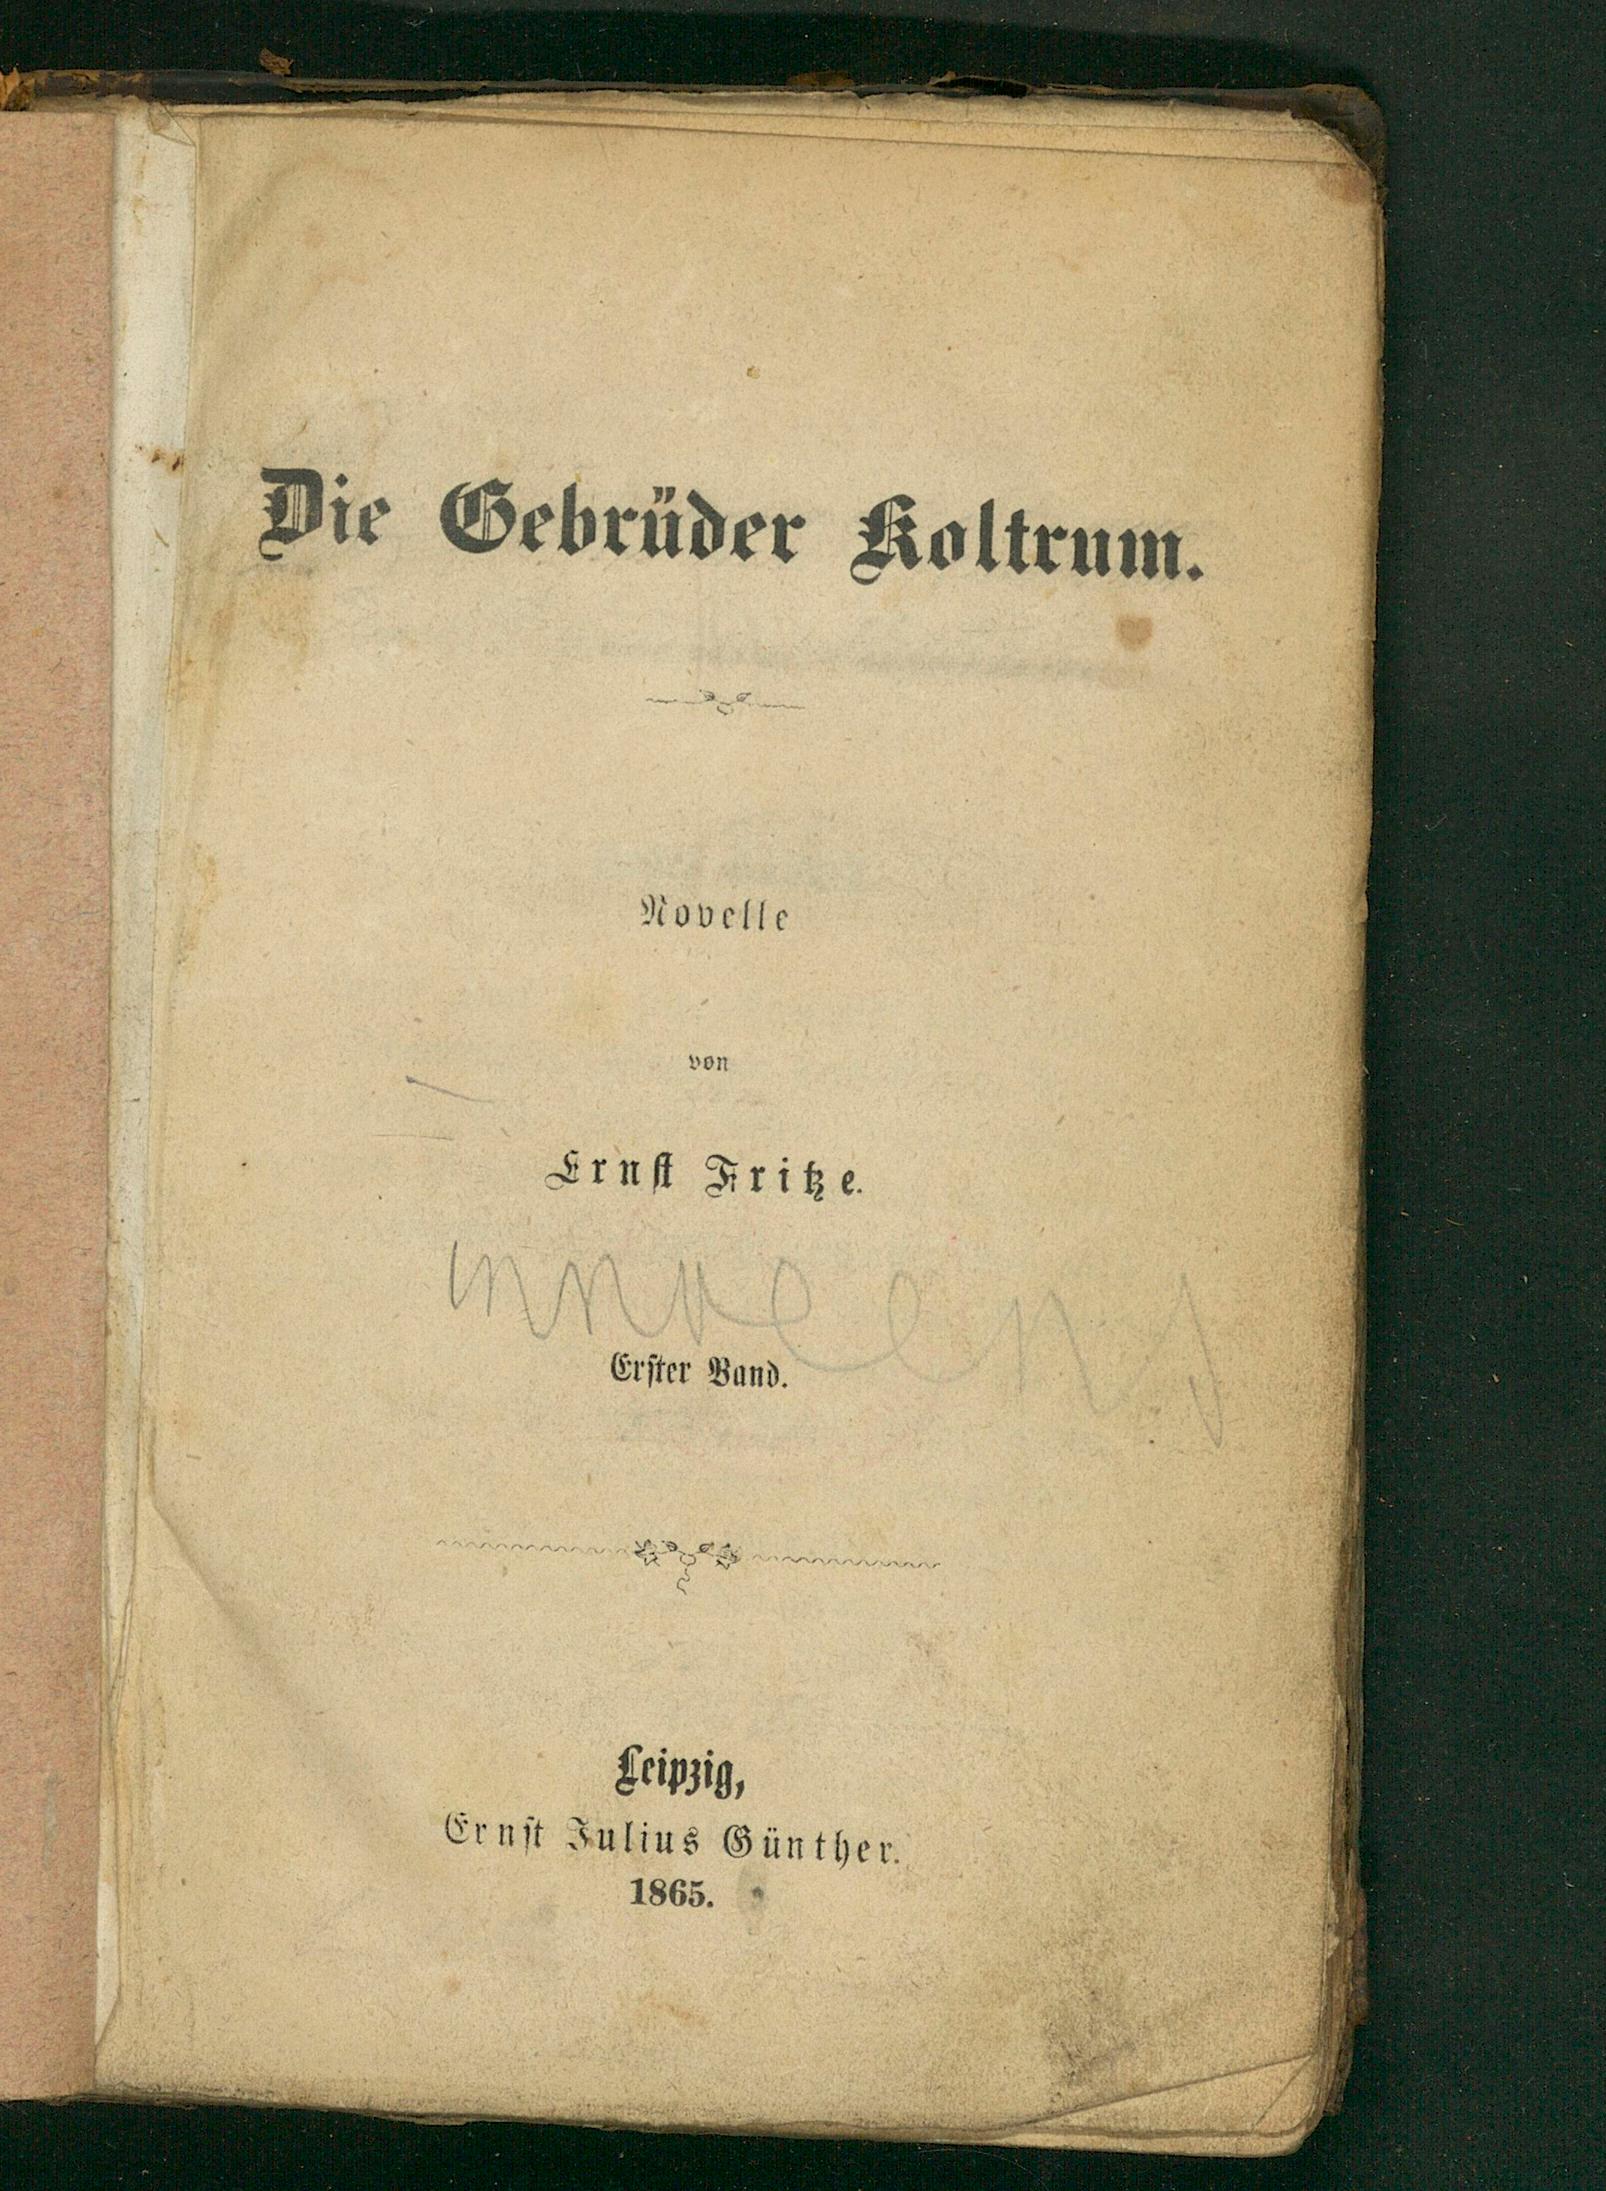 Die Gebrüder Koltrum.
Novelle
von
Ernſt Fritze.
Erſter Band.
Leipzig,
Ernſt Julius Günther.
1865.